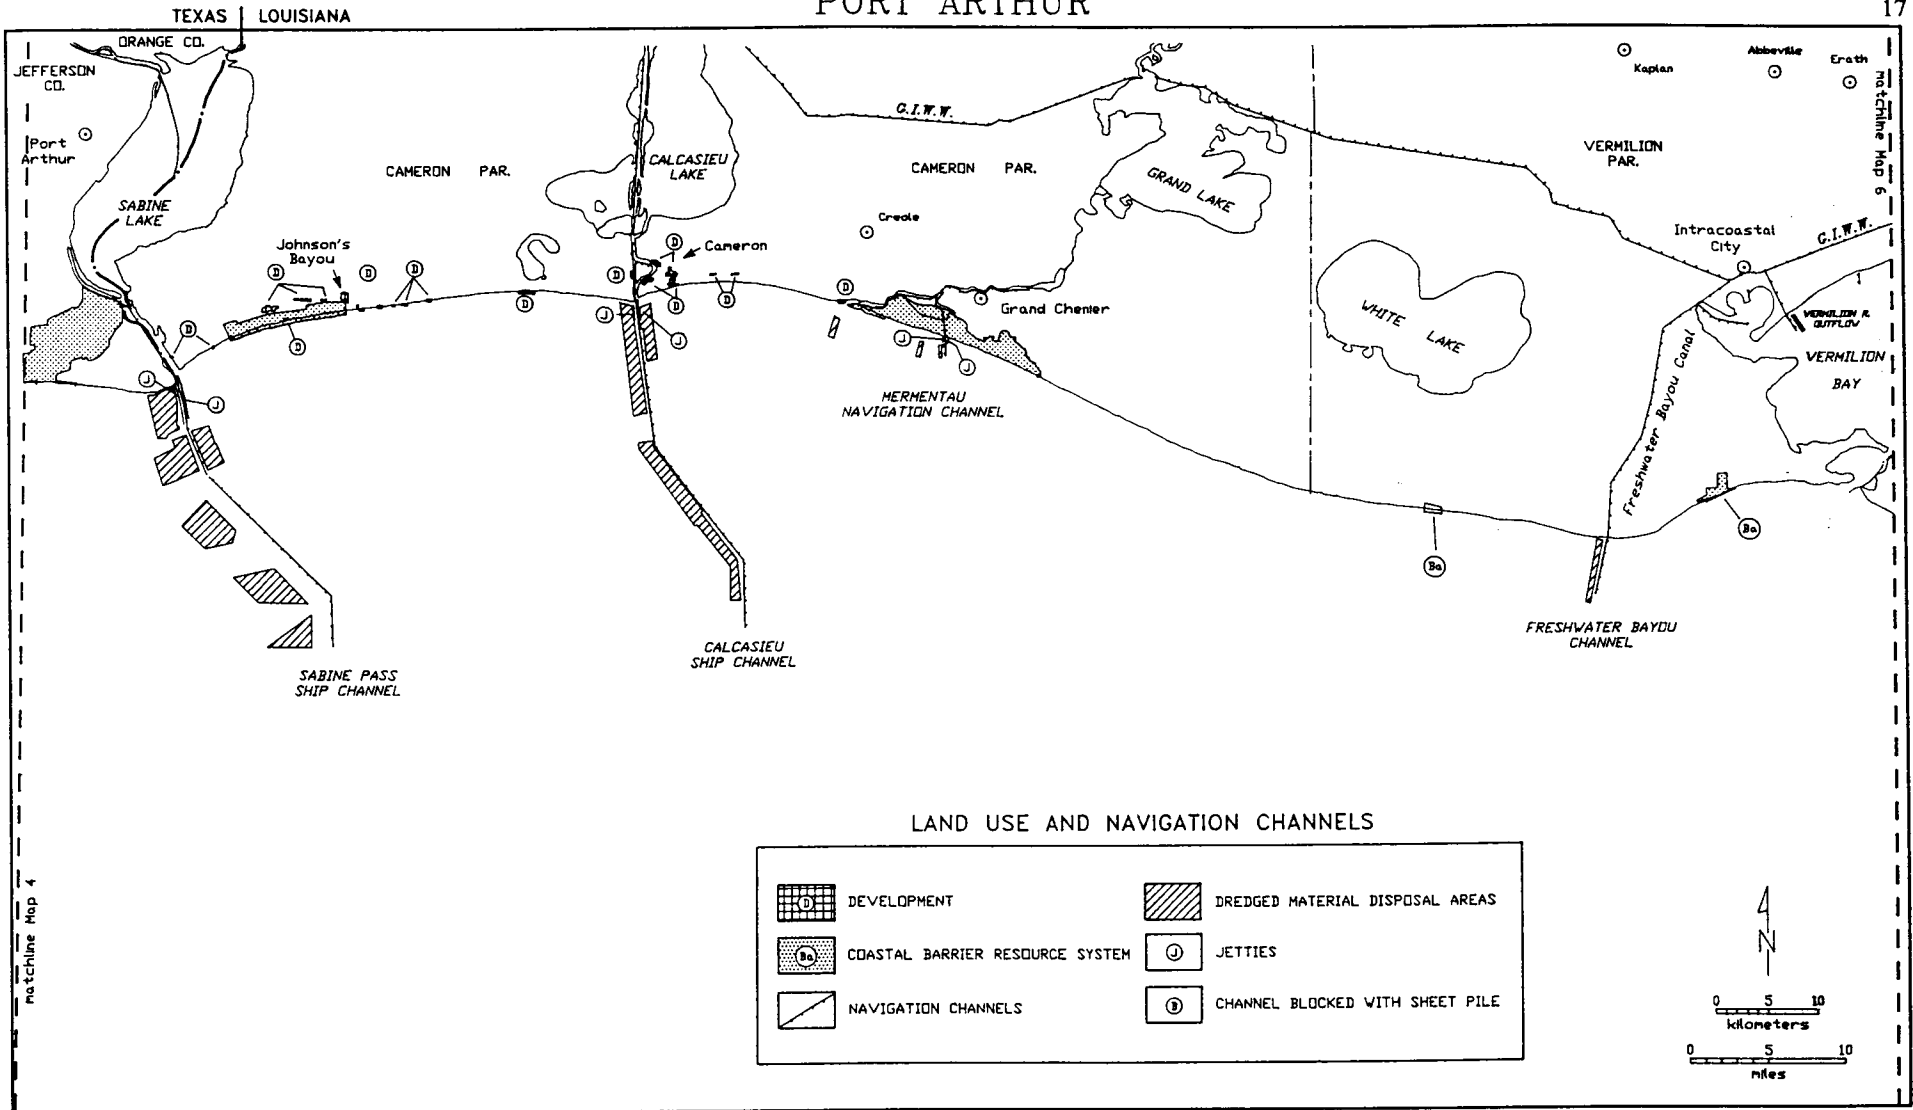 PORT ARTHUR
17
TEXAS
LOUISIANA
ORANGE CO.
JEFFERSON
CO.
Port
Arthur
SABINE
LAKE
Johnson's
Bayou
D
D
D
D
D
J
J
CAMERON PAR.
CALCASIEU
LAKE
D
Cameron
D
D
D
D
J
J
G.I.W.W.
CAMERON PAR.
Creole
GRAND LAKE
D
Grand Chenier
J
J
MERMENTAU
NAVIGATION CHANNEL
WHITE
LAKE
Kaplan
Abbeville
Erath
VERMILION
PAR.
matchline Map 6
Intracoastal
City
G.I.W.W.
VERMILION R.
OUTFLOW
VERMILION
BAY
Freshwater Bayou Canal
Ba
Ba
FRESHWATER BAYOU
CHANNEL
CALCASIEU
SHIP CHANNEL
SABINE PASS
SHIP CHANNEL
matchline Map 4
LAND USE AND NAVIGATION CHANNELS
D DEVELOPMENT
Ba COASTAL BARRIER RESOURCE SYSTEM
NAVIGATION CHANNELS
DREDGED MATERIAL DISPOSAL AREAS
J JETTIES
B CHANNEL BLOCKED WITH SHEET PILE
N
0 5 10
kilometers
0 5 10
miles